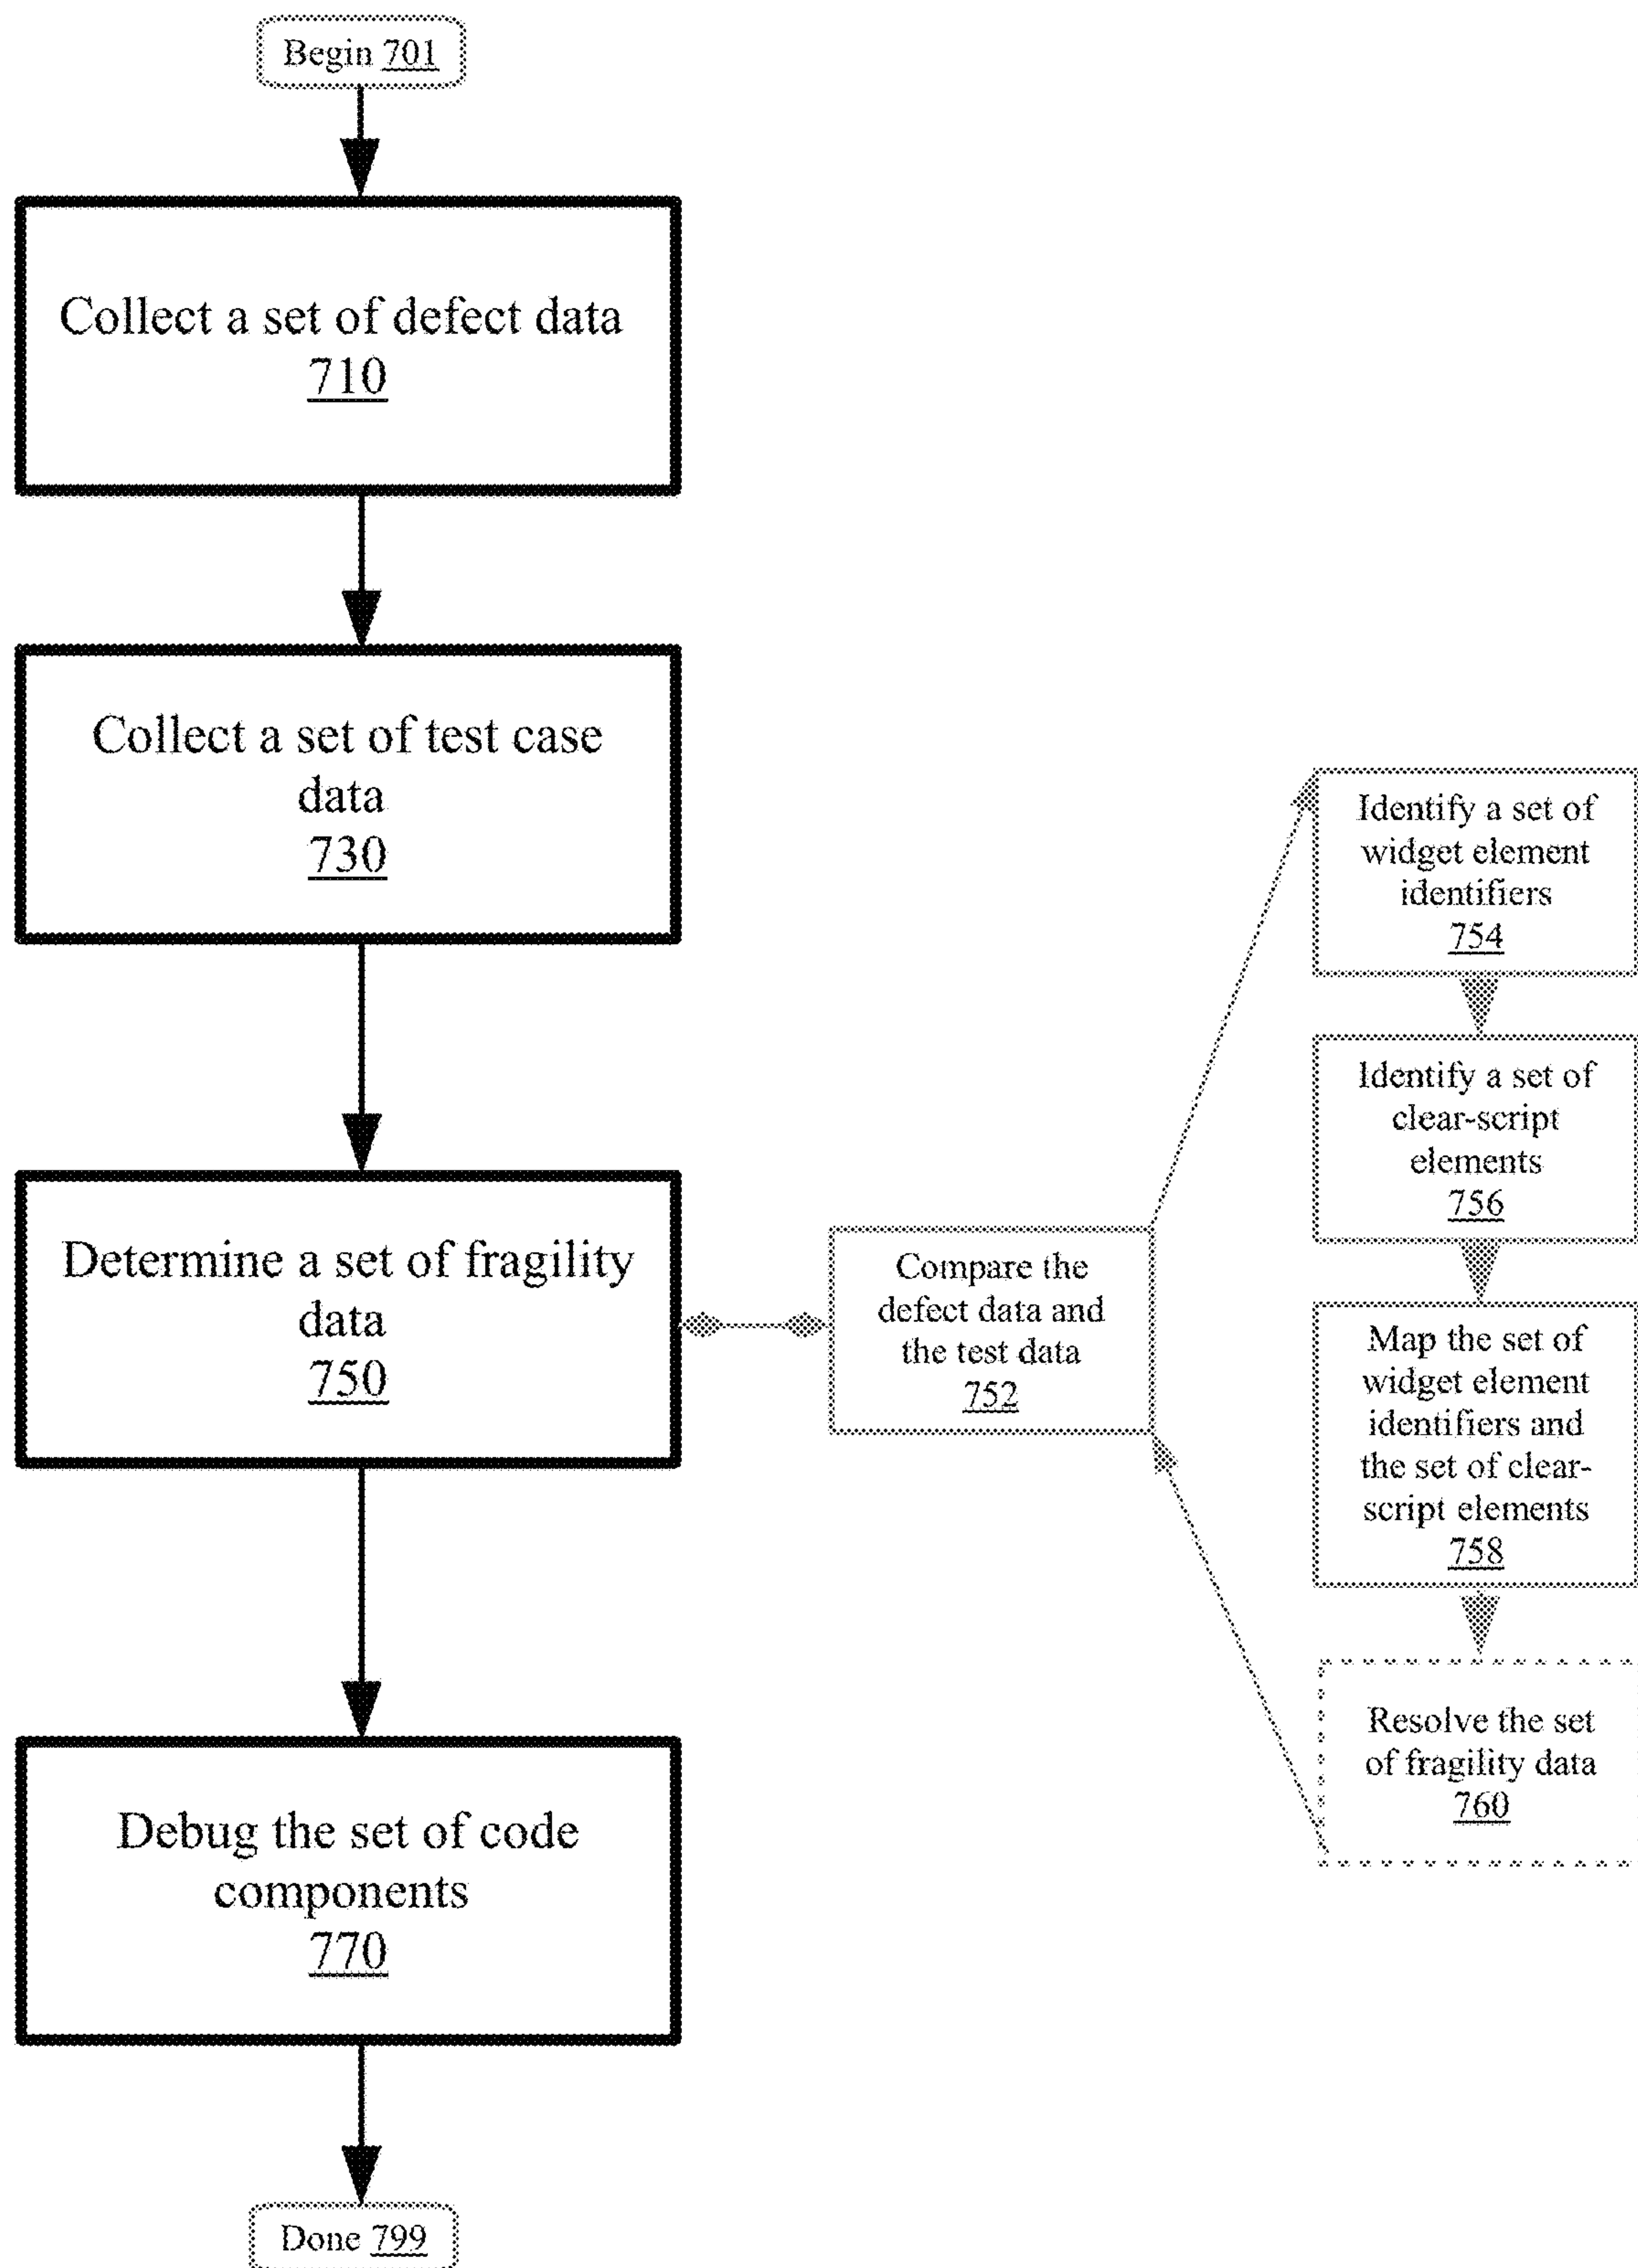 Begin 701
Collect a set of defect data
710
Collect a set of test case
data
730
Determine a set of fragility
data
750
Compare the
defect data and
the test data
752
Identify a set of
widget element
identifiers
754
Identify a set of
clear-script
elements
756
Map the set of
widget element
identifiers and
the set of clear-
script elements
758
Resolve the set
of fragility data
760
Debug the set of code
components
770
Done 799